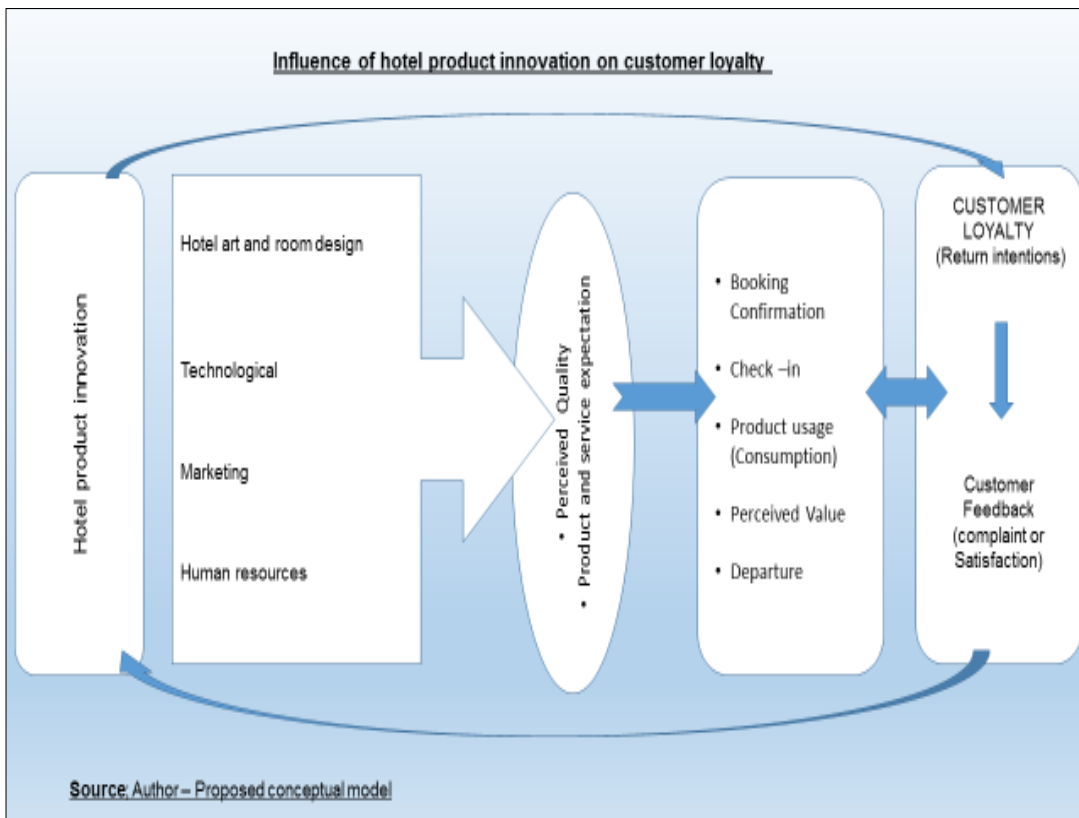 Influence of hotel product innovation on customer loyalty
Hotel product innovation
Hotel art and room design
Technological
Marketing
Human resources
• Perceived Quality
• Product and service expectation
• Booking
Confirmation
• Check –in
• Product usage
(Consumption)
• Perceived Value
• Departure
CUSTOMER
LOYALTY
(Return intentions)
Customer
Feedback
(complaint or
Satisfaction)
Source; Author – Proposed conceptual model